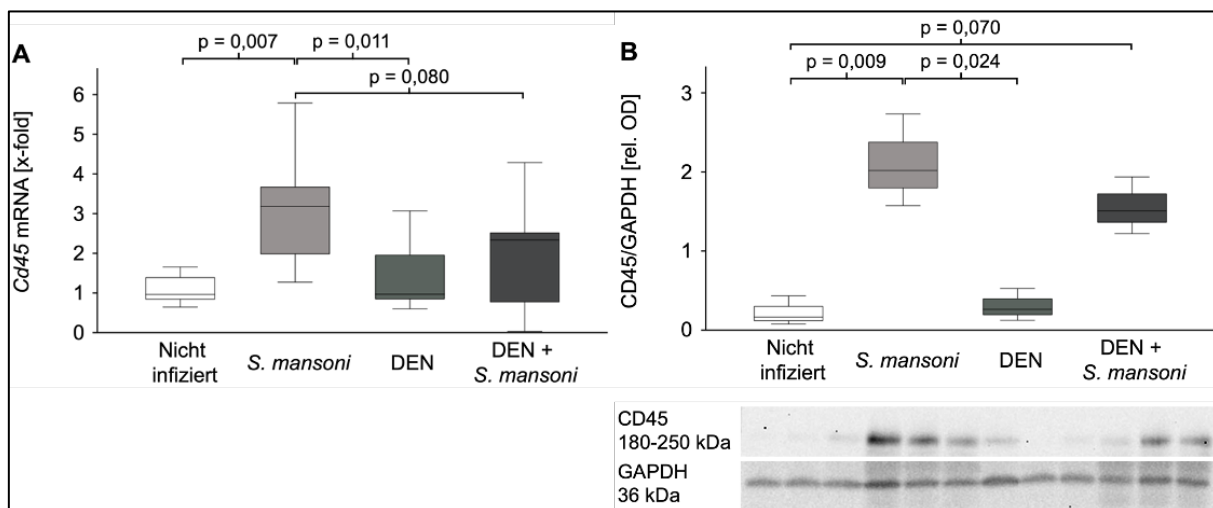 A
p = 0,007
p = 0,011
p = 0,080
Cd45 mRNA [x-fold]
6
5
4
3
2
1
0
Nicht
infiziert
S. mansoni
DEN
DEN +
S. mansoni
B
p = 0,070
p = 0,009
p = 0,024
CD45/GAPDH [rel. OD]
3
2
1
0
Nicht
infiziert
S. mansoni
DEN
DEN +
S. mansoni
CD45
180-250 kDa
GAPDH
36 kDa